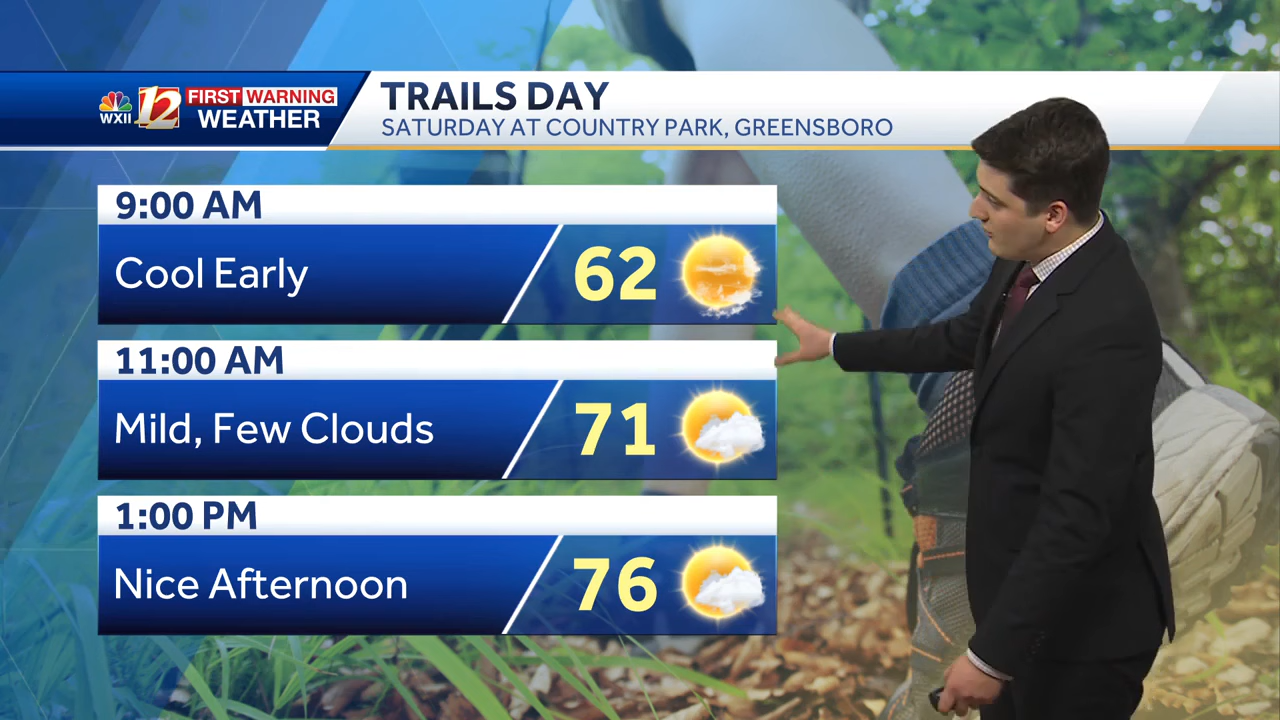 WXII 12 FIRST WARNING
WEATHER
TRAILS DAY
SATURDAY AT COUNTRY PARK, GREENSBORO
9:00 AM
Cool Early 62
11:00 AM
Mild, Few Clouds 71
1:00 PM
Nice Afternoon 76